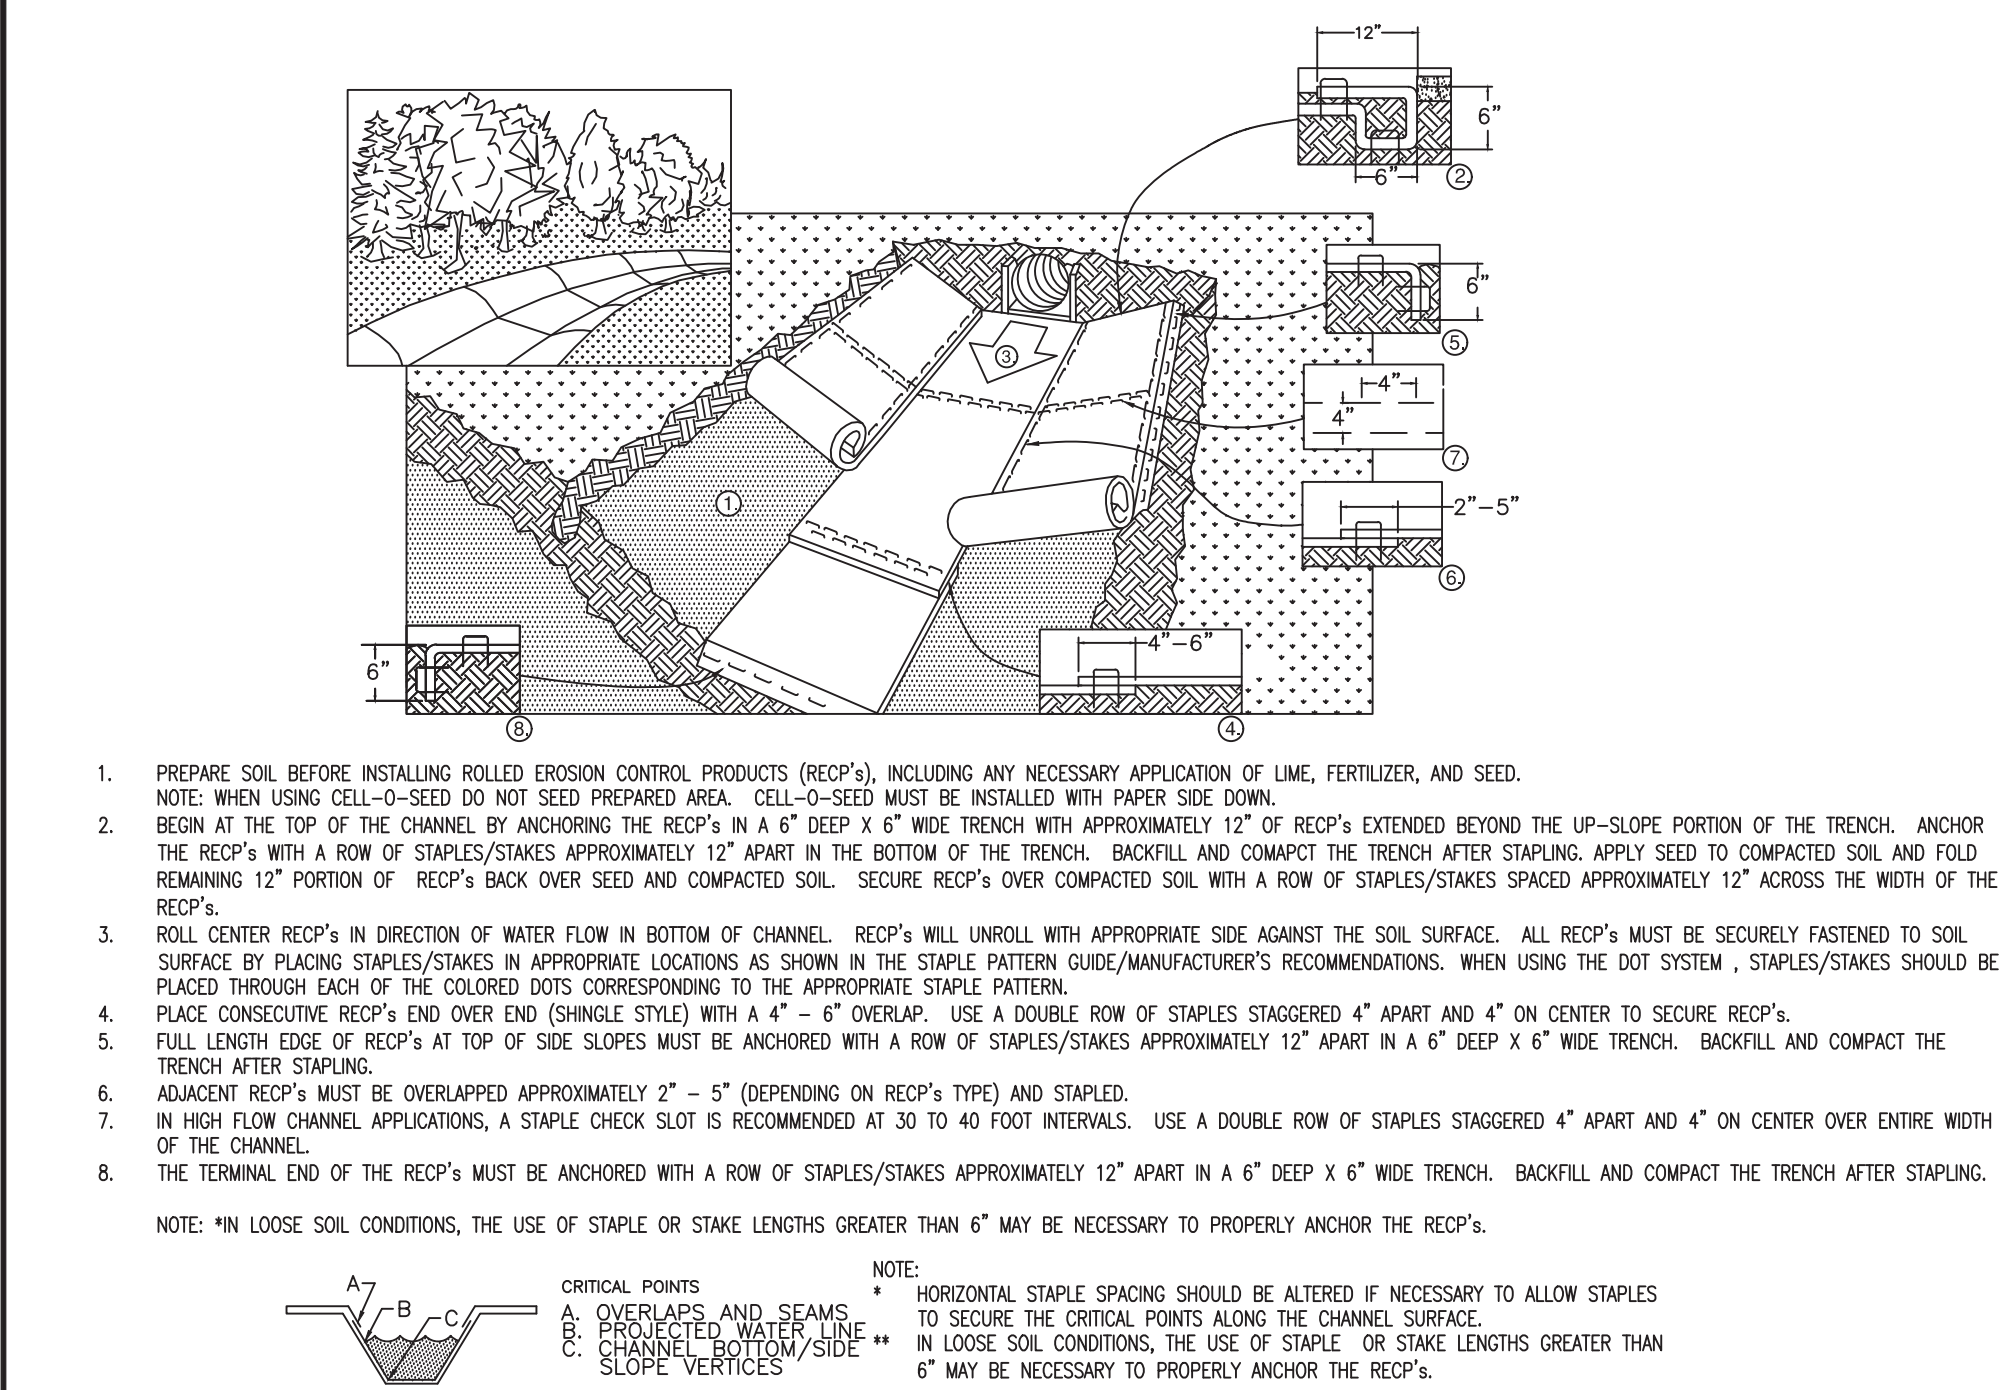 12”
6”
6”
2.
6”
5.
3.
4”
4”
7.
1.
2”–5”
6.
4”–6”
6”
8.
4.
1. PREPARE SOIL BEFORE INSTALLING ROLLED EROSION CONTROL PRODUCTS (RECP's), INCLUDING ANY NECESSARY APPLICATION OF LIME, FERTILIZER, AND SEED.
NOTE: WHEN USING CELL–O–SEED DO NOT SEED PREPARED AREA. CELL–O–SEED MUST BE INSTALLED WITH PAPER SIDE DOWN.
2. BEGIN AT THE TOP OF THE CHANNEL BY ANCHORING THE RECP's IN A 6” DEEP X 6” WIDE TRENCH WITH APPROXIMATELY 12” OF RECP's EXTENDED BEYOND THE UP–SLOPE PORTION OF THE TRENCH. ANCHOR
THE RECP's WITH A ROW OF STAPLES/STAKES APPROXIMATELY 12” APART IN THE BOTTOM OF THE TRENCH. BACKFILL AND COMAPCT THE TRENCH AFTER STAPLING. APPLY SEED TO COMPACTED SOIL AND FOLD
REMAINING 12” PORTION OF RECP's BACK OVER SEED AND COMPACTED SOIL. SECURE RECP's OVER COMPACTED SOIL WITH A ROW OF STAPLES/STAKES SPACED APPROXIMATELY 12” ACROSS THE WIDTH OF THE
RECP's.
3. ROLL CENTER RECP's IN DIRECTION OF WATER FLOW IN BOTTOM OF CHANNEL. RECP's WILL UNROLL WITH APPROPRIATE SIDE AGAINST THE SOIL SURFACE. ALL RECP's MUST BE SECURELY FASTENED TO SOIL
SURFACE BY PLACING STAPLES/STAKES IN APPROPRIATE LOCATIONS AS SHOWN IN THE STAPLE PATTERN GUIDE/MANUFACTURER'S RECOMMENDATIONS. WHEN USING THE DOT SYSTEM , STAPLES/STAKES SHOULD BE
PLACED THROUGH EACH OF THE COLORED DOTS CORRESPONDING TO THE APPROPRIATE STAPLE PATTERN.
4. PLACE CONSECUTIVE RECP's END OVER END (SHINGLE STYLE) WITH A 4” – 6” OVERLAP. USE A DOUBLE ROW OF STAPLES STAGGERED 4” APART AND 4” ON CENTER TO SECURE RECP's.
5. FULL LENGTH EDGE OF RECP's AT TOP OF SIDE SLOPES MUST BE ANCHORED WITH A ROW OF STAPLES/STAKES APPROXIMATELY 12” APART IN A 6” DEEP X 6” WIDE TRENCH. BACKFILL AND COMPACT THE
TRENCH AFTER STAPLING.
6. ADJACENT RECP's MUST BE OVERLAPPED APPROXIMATELY 2” – 5” (DEPENDING ON RECP's TYPE) AND STAPLED.
7. IN HIGH FLOW CHANNEL APPLICATIONS, A STAPLE CHECK SLOT IS RECOMMENDED AT 30 TO 40 FOOT INTERVALS. USE A DOUBLE ROW OF STAPLES STAGGERED 4” APART AND 4” ON CENTER OVER ENTIRE WIDTH
OF THE CHANNEL.
8. THE TERMINAL END OF THE RECP's MUST BE ANCHORED WITH A ROW OF STAPLES/STAKES APPROXIMATELY 12” APART IN A 6” DEEP X 6” WIDE TRENCH. BACKFILL AND COMPACT THE TRENCH AFTER STAPLING.
NOTE: *IN LOOSE SOIL CONDITIONS, THE USE OF STAPLE OR STAKE LENGTHS GREATER THAN 6” MAY BE NECESSARY TO PROPERLY ANCHOR THE RECP's.
A
B
C
CRITICAL POINTS
A. OVERLAPS AND SEAMS
B. PROJECTED WATER LINE
C. CHANNEL BOTTOM/SIDE
SLOPE VERTICES
NOTE:
* HORIZONTAL STAPLE SPACING SHOULD BE ALTERED IF NECESSARY TO ALLOW STAPLES
TO SECURE THE CRITICAL POINTS ALONG THE CHANNEL SURFACE.
** IN LOOSE SOIL CONDITIONS, THE USE OF STAPLE OR STAKE LENGTHS GREATER THAN
6” MAY BE NECESSARY TO PROPERLY ANCHOR THE RECP's.